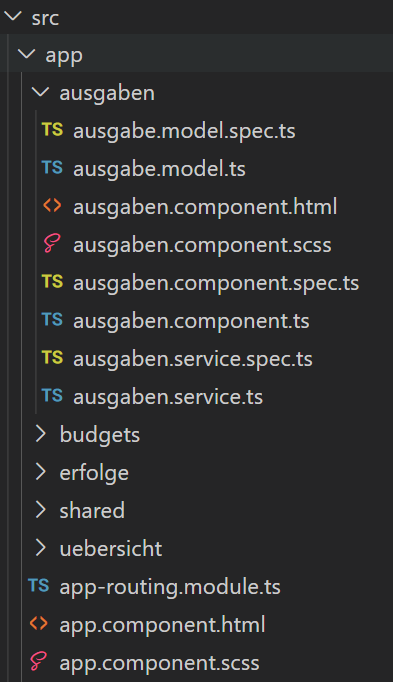 src
app
ausgaben
TS ausgabe.model.spec.ts
TS ausgabe.model.ts
<> ausgaben.component.html
ausgaben.component.scss
TS ausgaben.component.spec.ts
TS ausgaben.component.ts
TS ausgaben.service.spec.ts
TS ausgaben.service.ts
budgets
erfolge
shared
uebersicht
TS app-routing.module.ts
<> app.component.html
app.component.scss